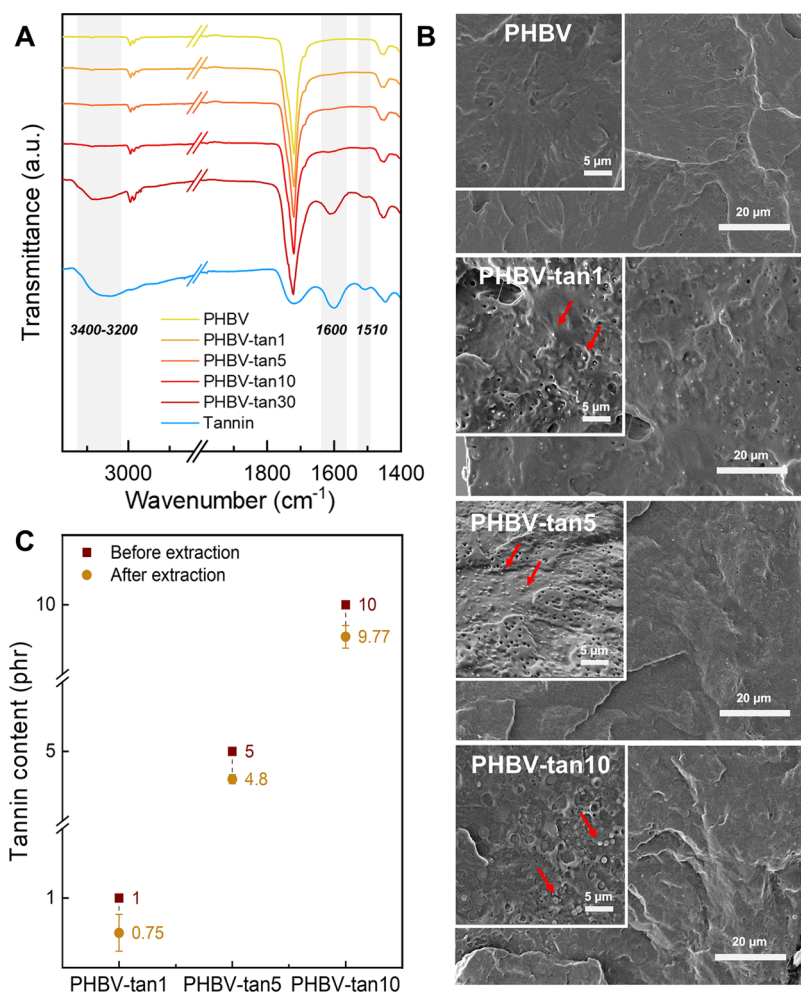 A
Transmittance (a.u.)
3400-3200
1600
1510
PHBV
PHBV-tan1
PHBV-tan5
PHBV-tan10
PHBV-tan30
Tannin
3000
1800
1600
1400
Wavenumber (cm⁻¹)
B
PHBV
5 µm
20 µm
PHBV-tan1
5 µm
20 µm
PHBV-tan5
5 µm
20 µm
PHBV-tan10
5 µm
20 µm
C
Before extraction
After extraction
Tannin content (phr)
10
5
1
10
9.77
5
4.8
1
0.75
PHBV-tan1
PHBV-tan5
PHBV-tan10